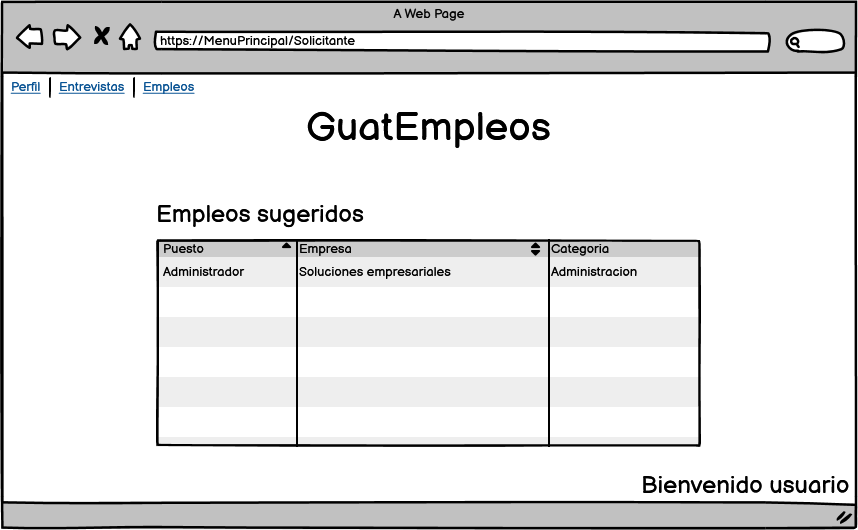 A Web Page
https://MenuPrincipal/Solicitante
Perfil Entrevistas Empleos
GuatEmpleos
Empleos sugeridos
Puesto Empresa Categoria
Administrador Soluciones empresariales Administracion
Bienvenido usuario